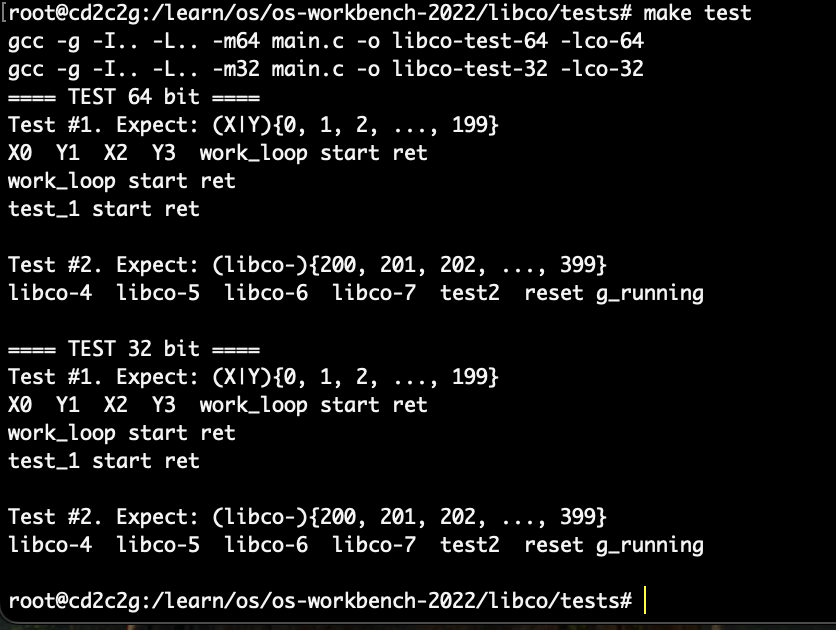 [root@cd2c2g:/learn/os/os-workbench-2022/libco/tests# make test
gcc -g -I.. -L.. -m64 main.c -o libco-test-64 -lco-64
gcc -g -I.. -L.. -m32 main.c -o libco-test-32 -lco-32
==== TEST 64 bit ====
Test #1. Expect: (X|Y){0, 1, 2, ..., 199}
X0  Y1  X2  Y3  work_loop start ret
work_loop start ret
test_1 start ret
Test #2. Expect: (libco-){200, 201, 202, ..., 399}
libco-4  libco-5  libco-6  libco-7  test2  reset g_running
==== TEST 32 bit ====
Test #1. Expect: (X|Y){0, 1, 2, ..., 199}
X0  Y1  X2  Y3  work_loop start ret
work_loop start ret
test_1 start ret
Test #2. Expect: (libco-){200, 201, 202, ..., 399}
libco-4  libco-5  libco-6  libco-7  test2  reset g_running
root@cd2c2g:/learn/os/os-workbench-2022/libco/tests#